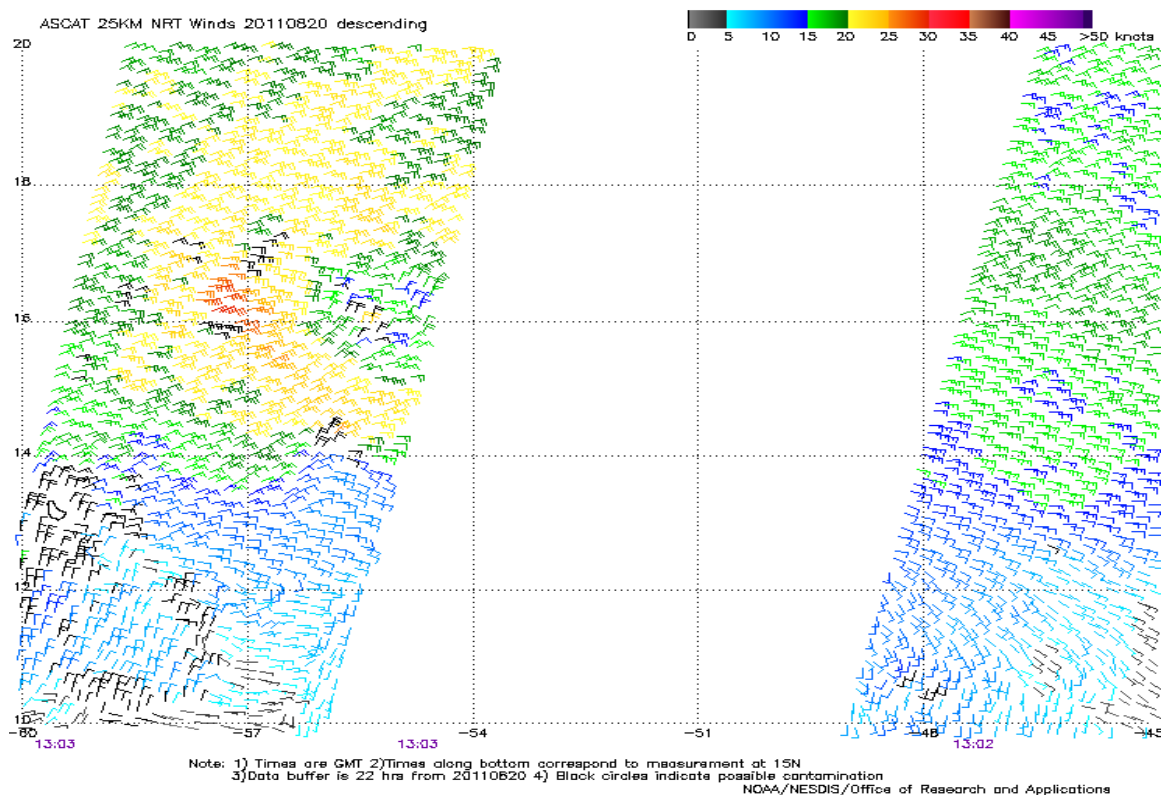 ASCAT 25KM NRT Winds 20110820 descending
0 5 10 15 20 25 30 35 40 45 >50 knots
20
18
16
14
12
10
-60 -57 -54 -51 -48 -45
13:03 13:03 13:02
Note: 1) Times are GMT 2)Times along bottom correspond to measurement at 15N
3)Data buffer is 22 hrs from 20110820 4) Black circles indicate possible contamination
NOAA/NESDIS/Office of Research and Applications